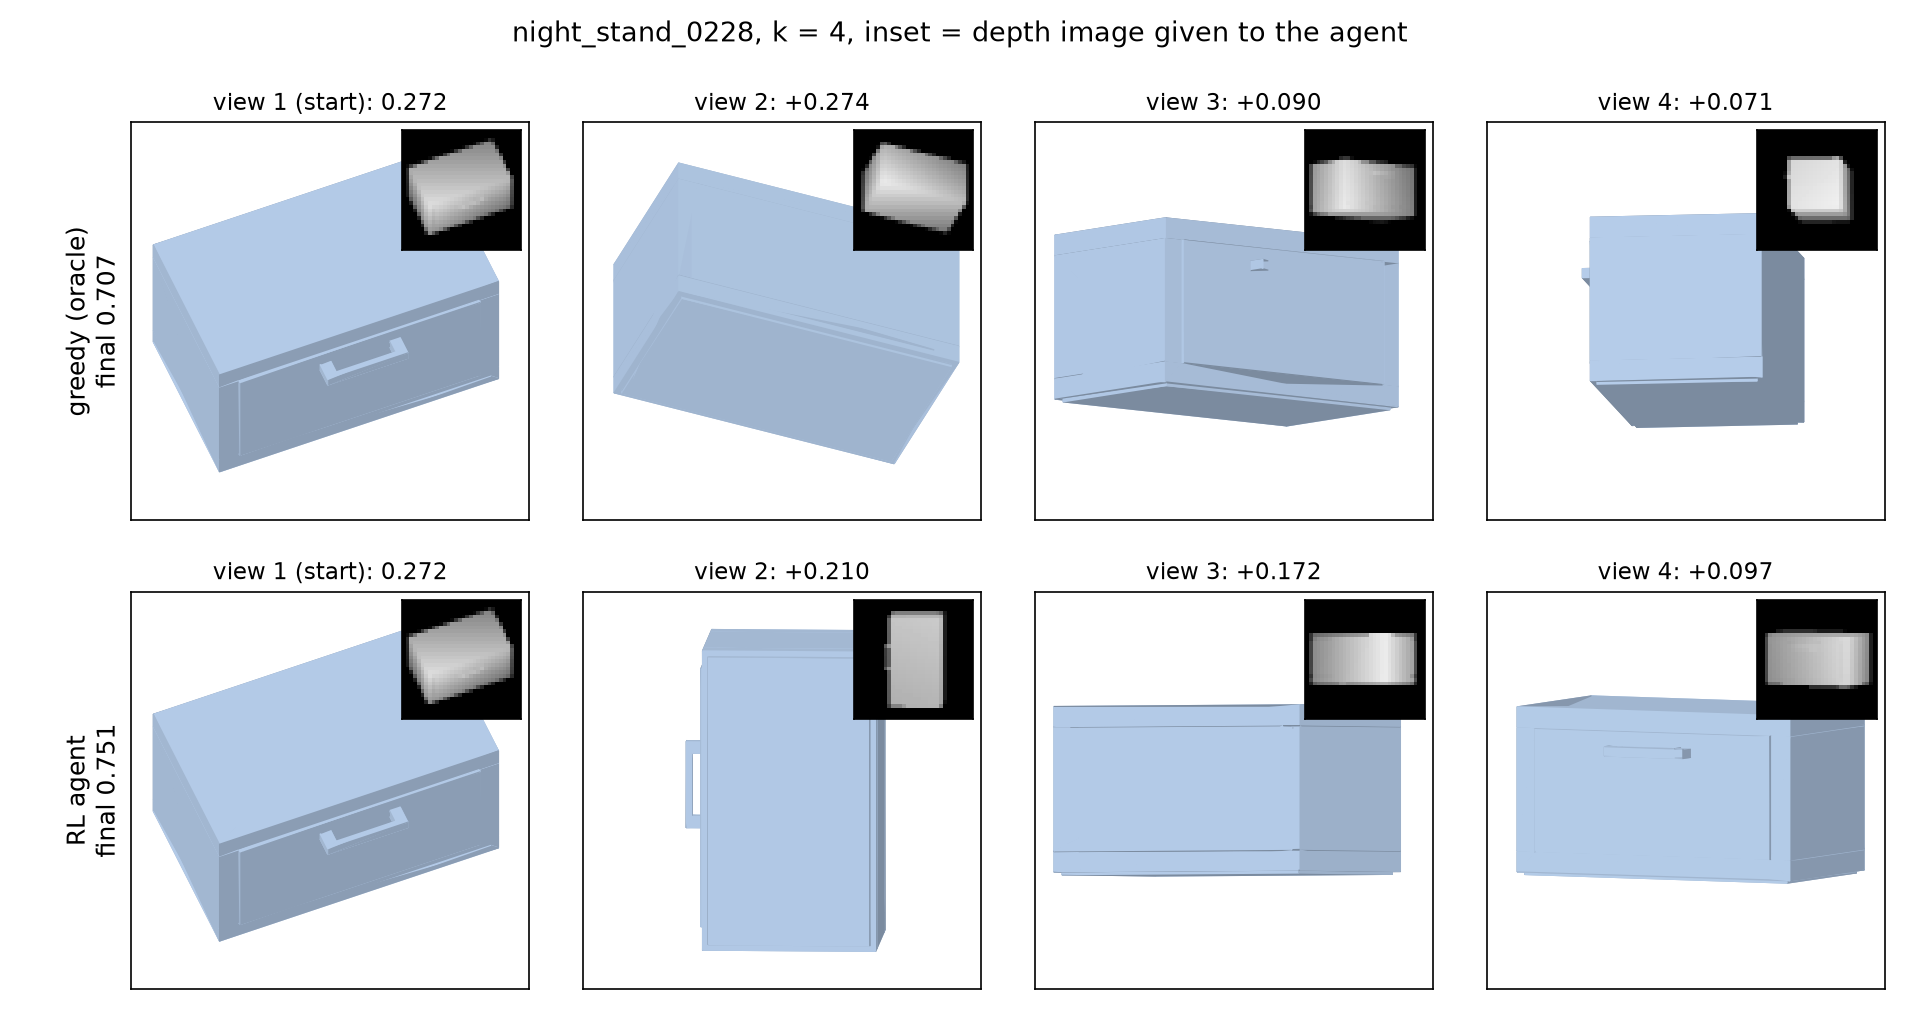 night_stand_0228, k = 4, inset = depth image given to the agent
greedy (oracle)
final 0.707
view 1 (start): 0.272
view 2: +0.274
view 3: +0.090
view 4: +0.071
RL agent
final 0.751
view 1 (start): 0.272
view 2: +0.210
view 3: +0.172
view 4: +0.097